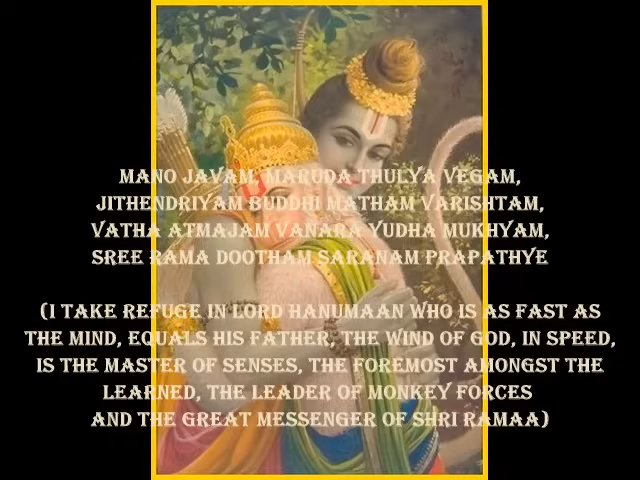 MANO JAVAM, MARUDA THULYA VEGAM,
JITHENDRIYAM BUDDHI MATHAM VARISHTAM,
VATHA ATMAJAM VANARA YUDHA MUKHYAM,
SREE RAMA DOOTHAM SARANAM PRAPATHYE
(I TAKE REFUGE IN LORD HANUMAAN WHO IS AS FAST AS
THE MIND, EQUALS HIS FATHER, THE WIND OF GOD, IN SPEED,
IS THE MASTER OF SENSES, THE FOREMOST AMONGST THE
LEARNED, THE LEADER OF MONKEY FORCES
AND THE GREAT MESSENGER OF SHRI RAMAA)